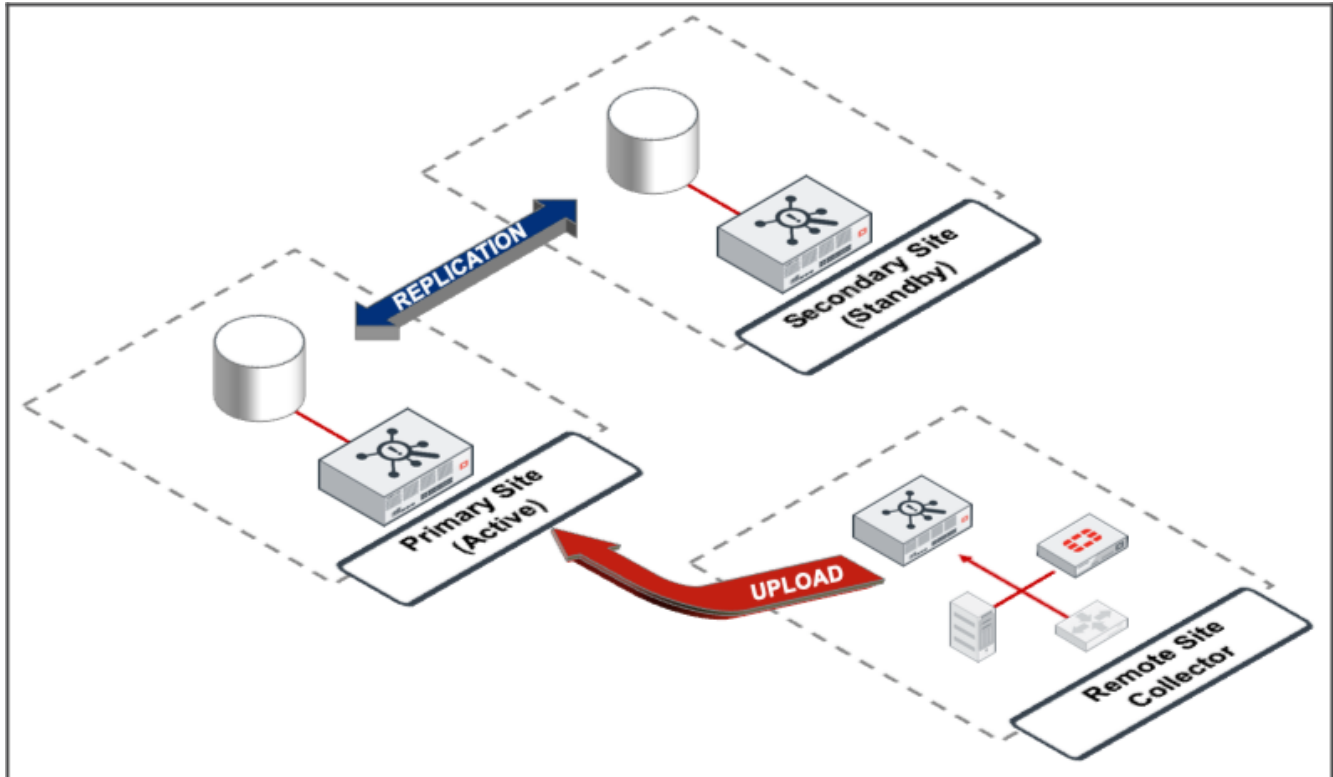 REPLICATION
Secondary Site
(Standby)
Primary Site
(Active)
UPLOAD
Remote Site
Collector